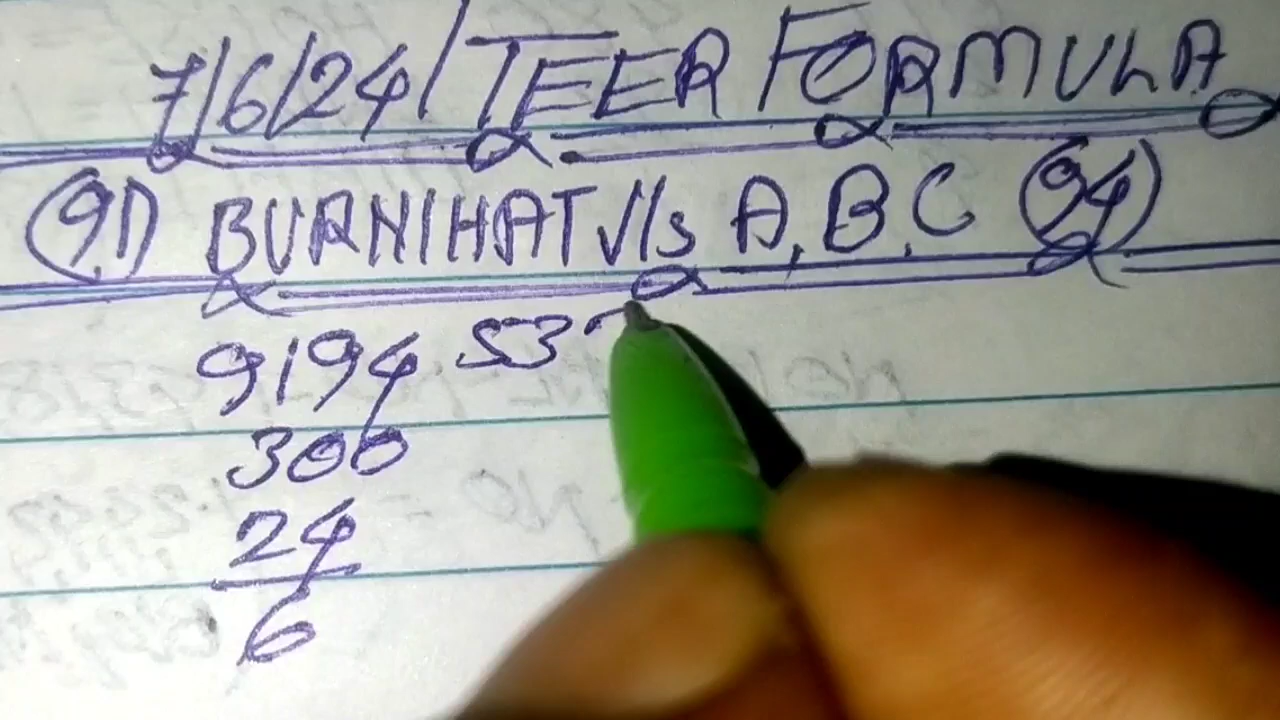 7/6/24/ TEER FORMULA
(91) BURNIHAT V/s A,B,C (94)
9194 53
300
24
6